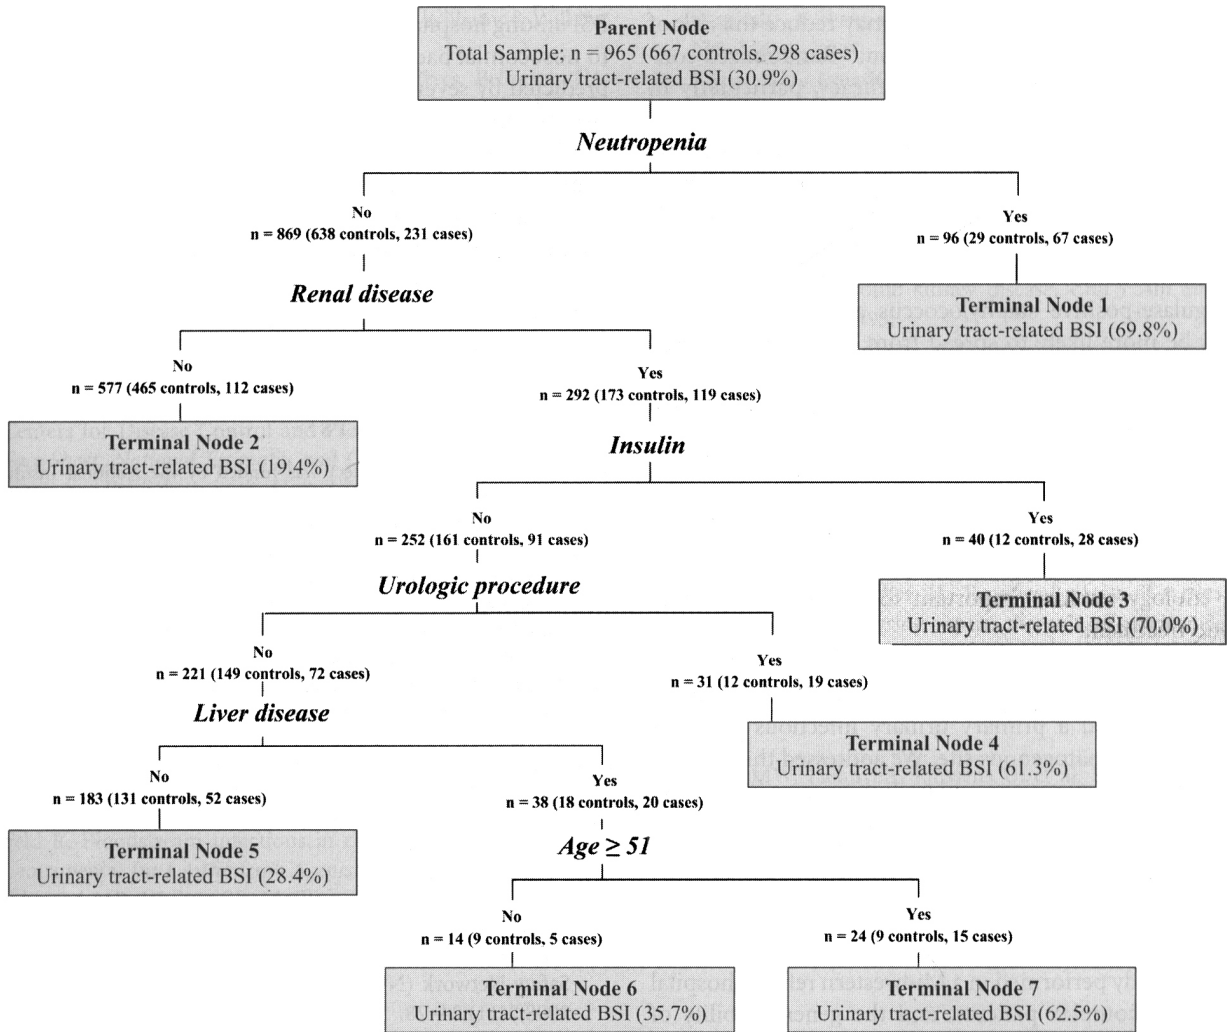 Parent Node
Total Sample; n = 965 (667 controls, 298 cases)
Urinary tract-related BSI (30.9%)
Neutropenia
No
n = 869 (638 controls, 231 cases)
Yes
n = 96 (29 controls, 67 cases)
Renal disease
Terminal Node 1
Urinary tract-related BSI (69.8%)
No
n = 577 (465 controls, 112 cases)
Yes
n = 292 (173 controls, 119 cases)
Terminal Node 2
Urinary tract-related BSI (19.4%)
Insulin
No
n = 252 (161 controls, 91 cases)
Yes
n = 40 (12 controls, 28 cases)
Urologic procedure
Terminal Node 3
Urinary tract-related BSI (70.0%)
No
n = 221 (149 controls, 72 cases)
Yes
n = 31 (12 controls, 19 cases)
Liver disease
Terminal Node 4
Urinary tract-related BSI (61.3%)
No
n = 183 (131 controls, 52 cases)
Yes
n = 38 (18 controls, 20 cases)
Terminal Node 5
Urinary tract-related BSI (28.4%)
Age ≥ 51
No
n = 14 (9 controls, 5 cases)
Yes
n = 24 (9 controls, 15 cases)
Terminal Node 6
Urinary tract-related BSI (35.7%)
Terminal Node 7
Urinary tract-related BSI (62.5%)